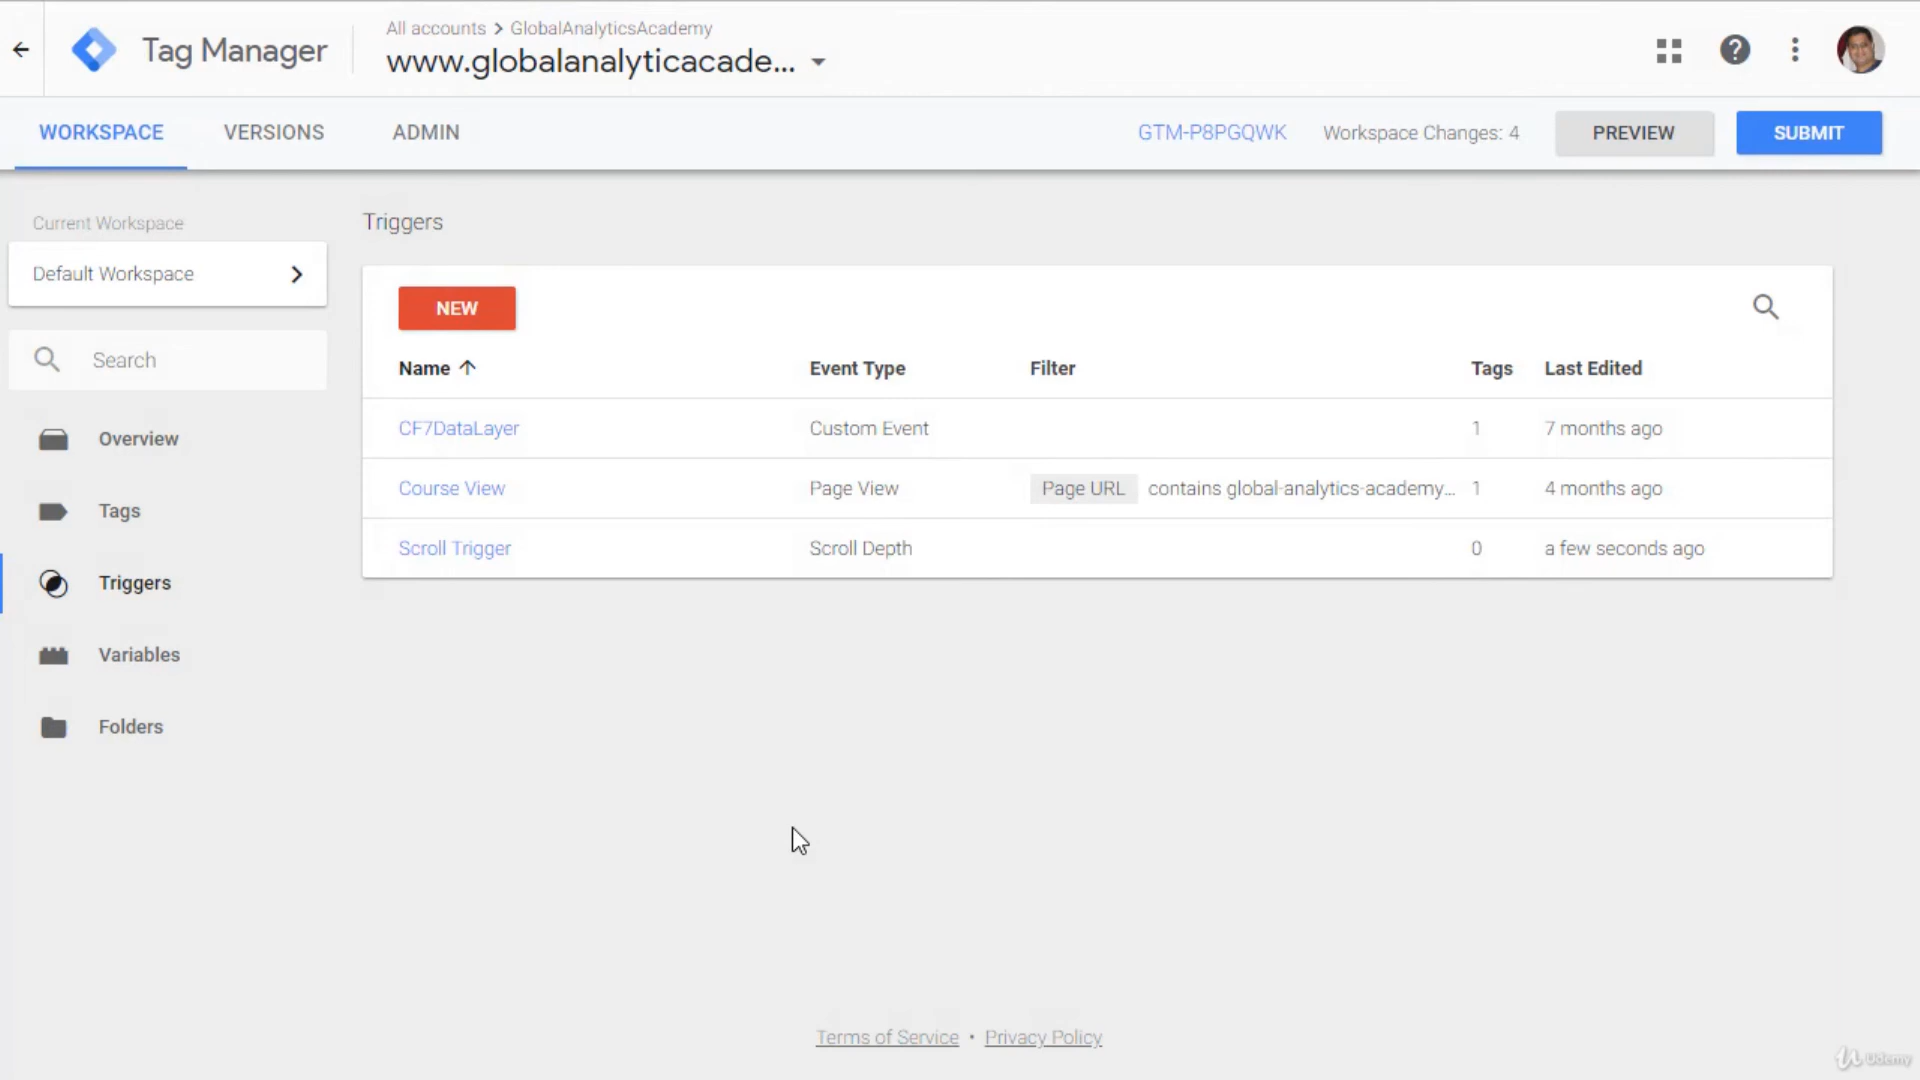 All accounts > GlobalAnalyticsAcademy
Tag Manager
www.globalanalyticacade...
WORKSPACE VERSIONS ADMIN GTM-P8PGQWK Workspace Changes: 4 PREVIEW SUBMIT
Current Workspace
Triggers
Default Workspace
NEW
Search
Name Event Type Filter Tags Last Edited
CF7DataLayer Custom Event 1 7 months ago
Overview
Course View Page View Page URL contains global-analytics-academy... 1 4 months ago
Tags
Scroll Trigger Scroll Depth 0 a few seconds ago
Triggers
Variables
Folders
Terms of Service • Privacy Policy
Udemy